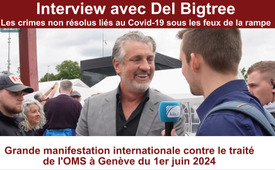 Interview avec Del Bigtree
Les crimes non résolus liés au Covid-19 sous les feux de la rampe
Grande manifestation internationale contre le traité
de l'OMS à Genève du 1er juin 2024